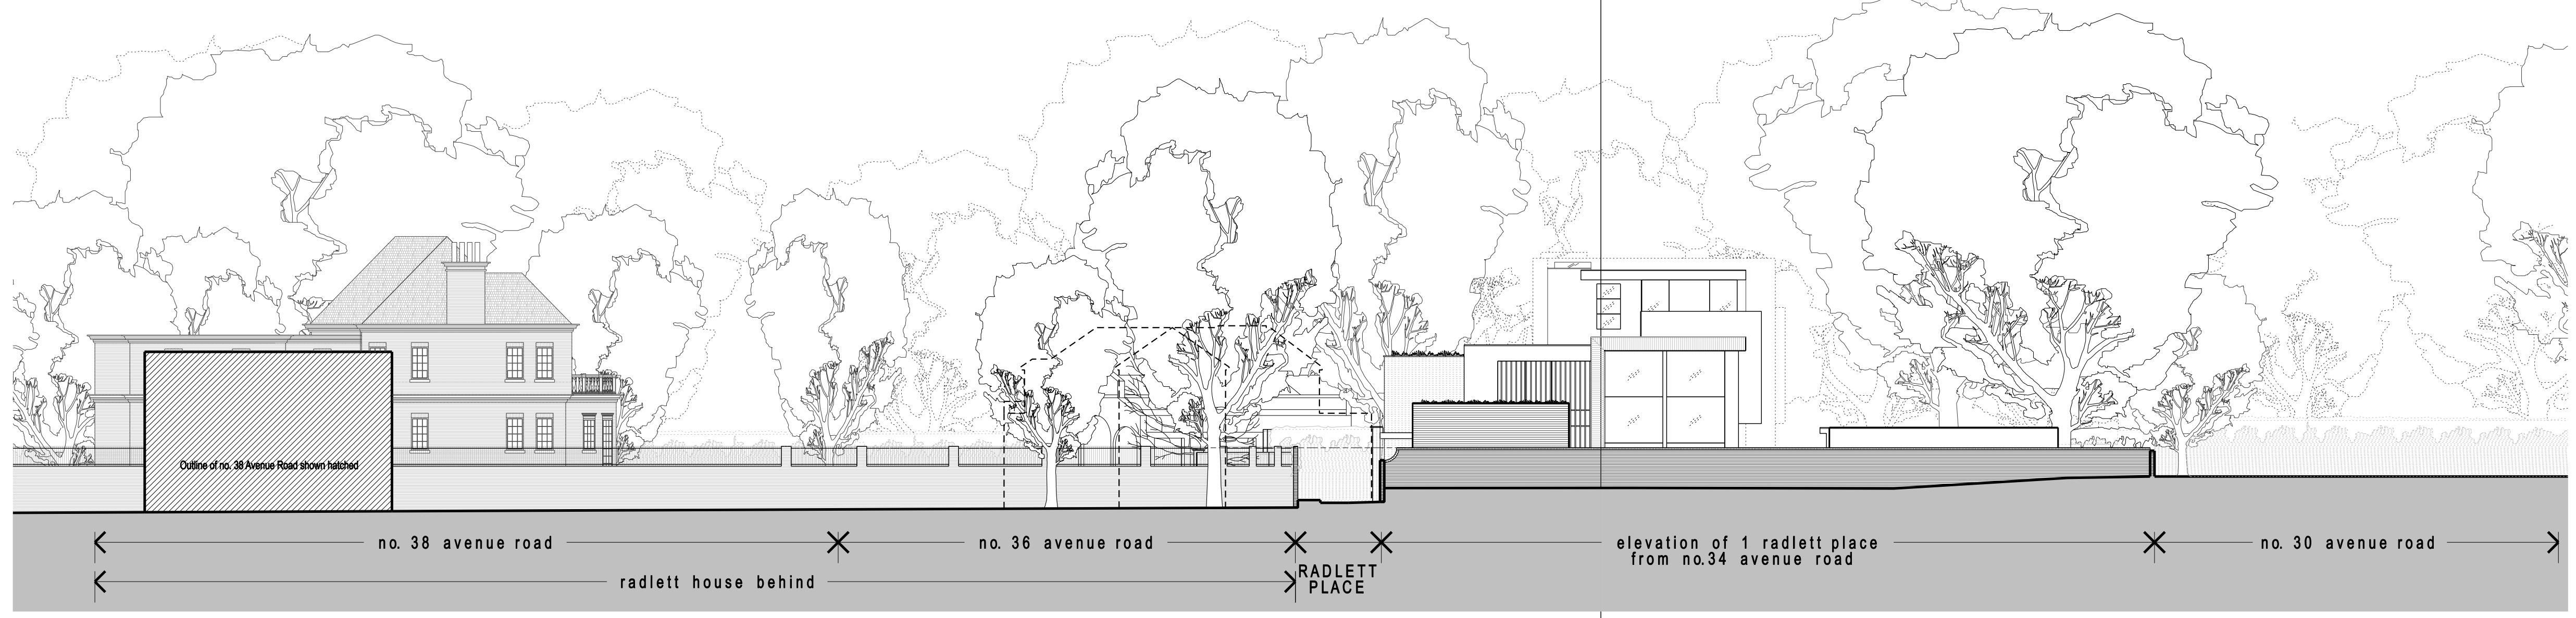 Outline of no. 38 Avenue Road shown hatched
no. 38 avenue road
no. 36 avenue road
elevation of 1 radlett place
from no.34 avenue road
no. 30 avenue road
radlett house behind
RADLETT
PLACE